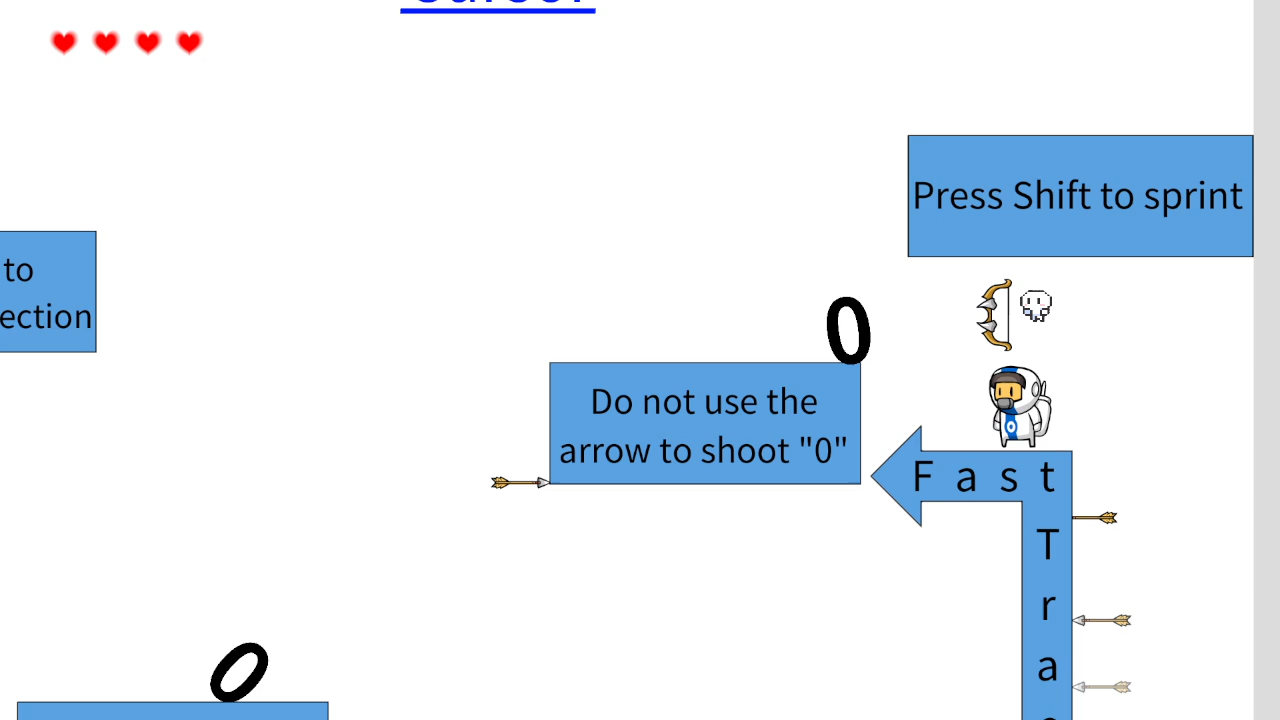 Press Shift to sprint
to
ection
0
Do not use the
arrow to shoot "0"
F a s t
T
r
a
0